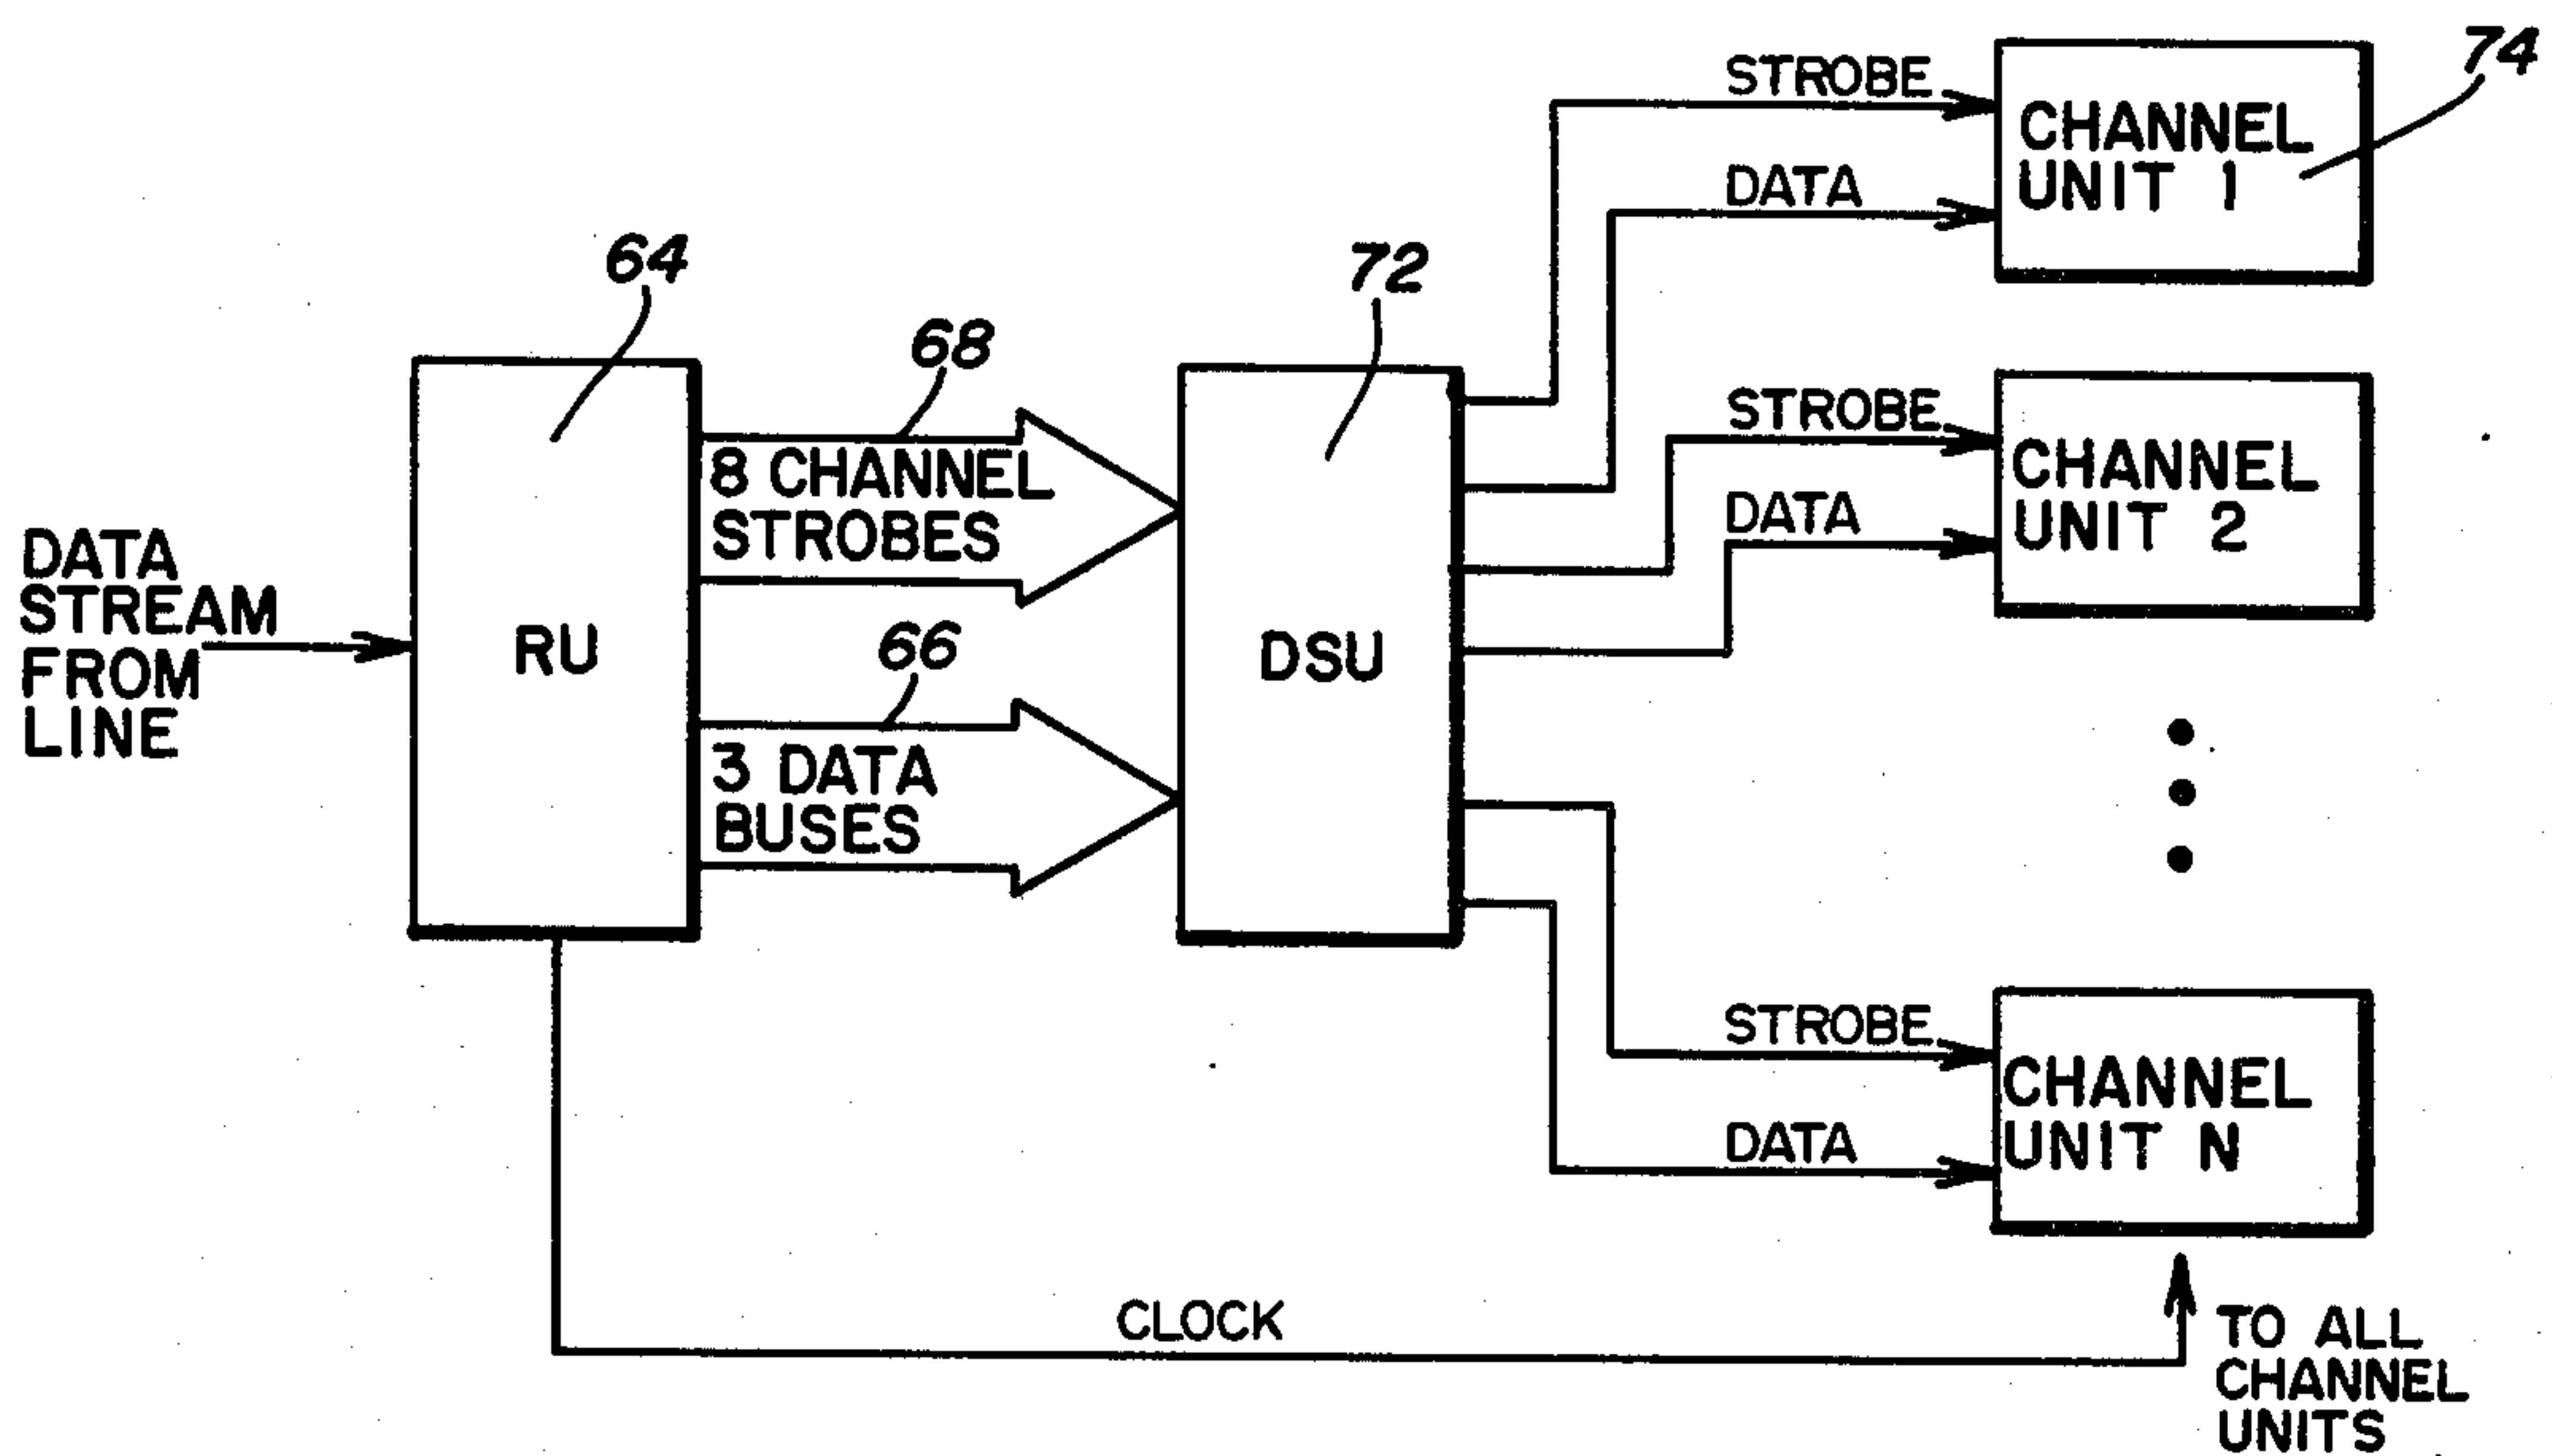 DATA
STREAM
FROM
LINE
64
RU
68
8 CHANNEL
STROBES
66
3 DATA
BUSES
72
DSU
STROBE
DATA
CHANNEL
UNIT 1
74
STROBE
DATA
CHANNEL
UNIT 2
STROBE
DATA
CHANNEL
UNIT N
CLOCK
TO ALL
CHANNEL
UNITS